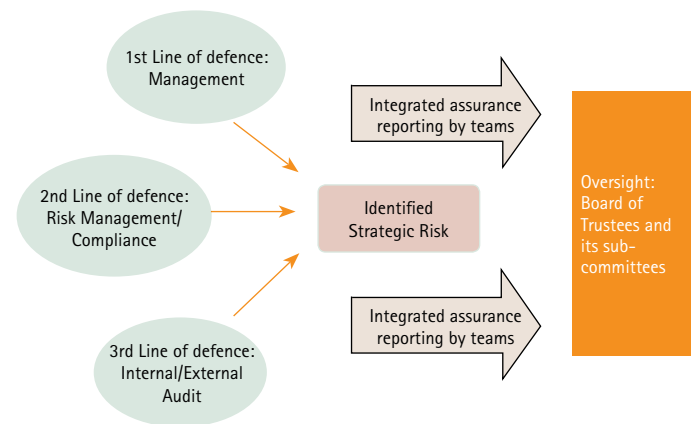 1st Line of defence:
Management
Integrated assurance
reporting by teams
2nd Line of defence:
Risk Management/
Compliance
Identified
Strategic Risk
Oversight:
Board of
Trustees and
its sub-
committees
Integrated assurance
reporting by teams
3rd Line of defence:
Internal/External
Audit